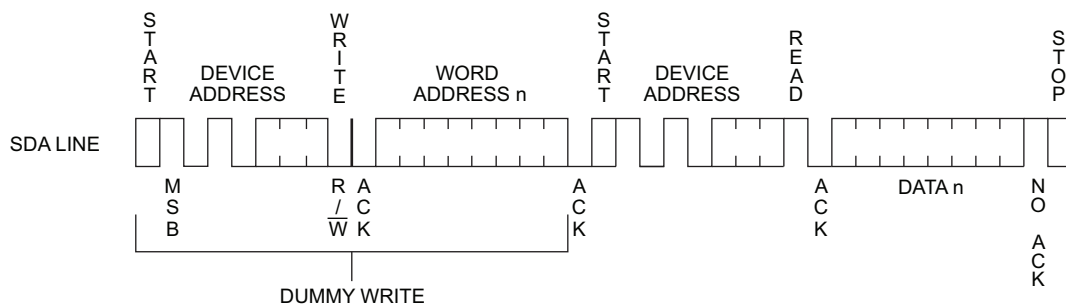 START
WRITE
START
READ
STOP
DEVICE
ADDRESS
WORD
ADDRESS n
DEVICE
ADDRESS
SDA LINE
MSB
R/W
ACK
ACK
ACK
DATA n
NO ACK
DUMMY WRITE